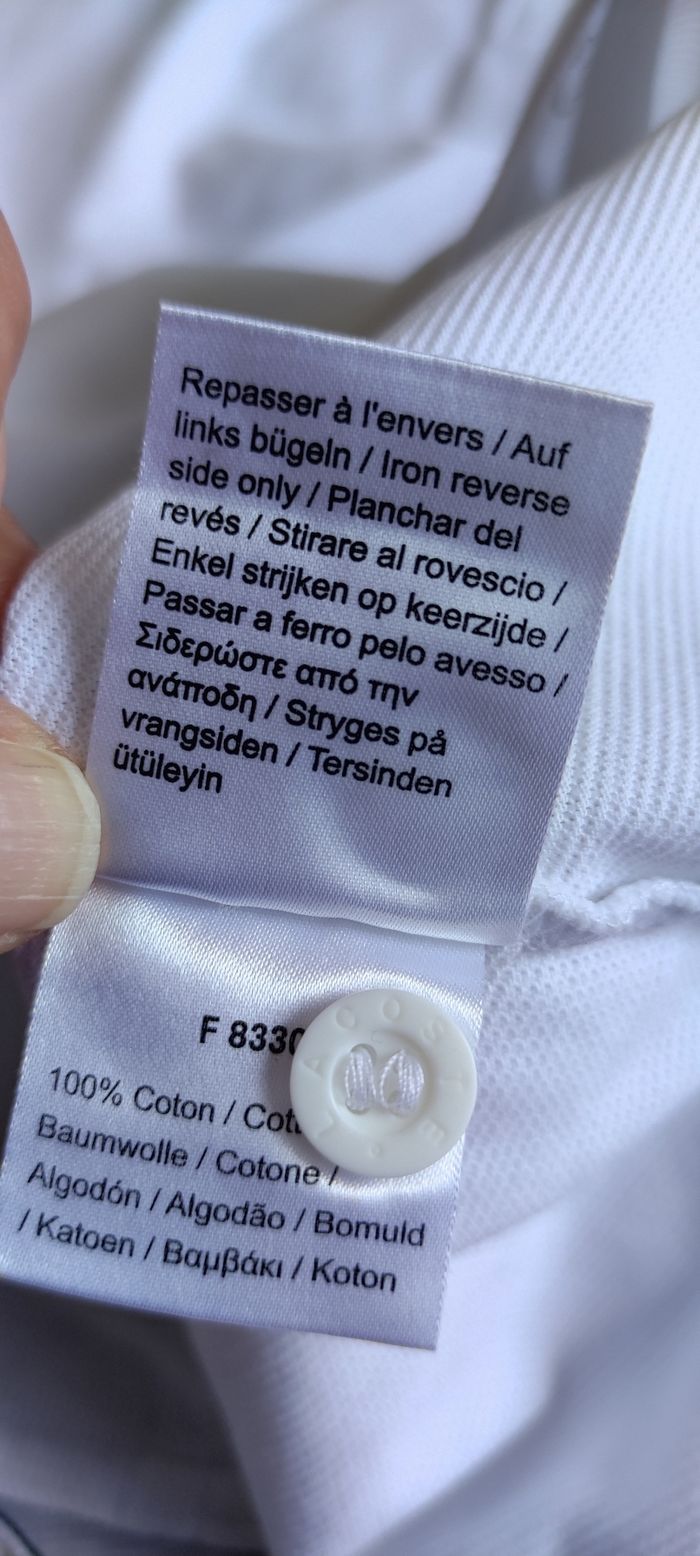 Repasser à l'envers / Auf
links bügeln / Iron reverse
side only / Planchar del
revés / Stirare al rovescio /
Enkel strijken op keerzijde /
Passar a ferro pelo avesso /
Σιδερώστε από την
ανάποδη / Stryges på
vrangsiden / Tersinden
ütüleyin
F 8330
LACOSTE
100% Coton /
Baumwolle / Cotone /
Algodón / Algodão / Bomuld
/ Katoen / Βαμβάκι / Koton